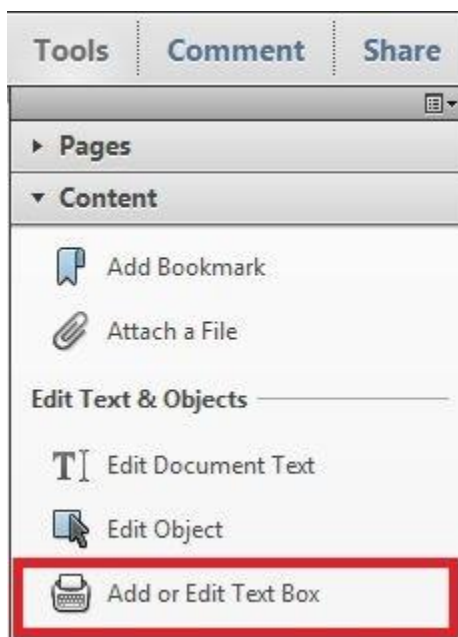 Tools Comment Share
Pages
Content
Add Bookmark
Attach a File
Edit Text & Objects
Edit Document Text
Edit Object
Add or Edit Text Box